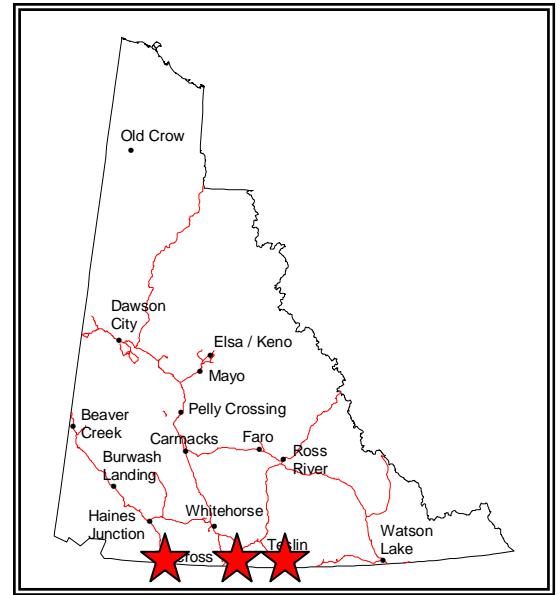 Old Crow
Dawson
City
Elsa / Keno
Mayo
Pelly Crossing
Beaver
Creek
Carmacks
Faro
Ross
River
Burwash
Landing
Whitehorse
Haines
Junction
Teslin
Watson
Lake